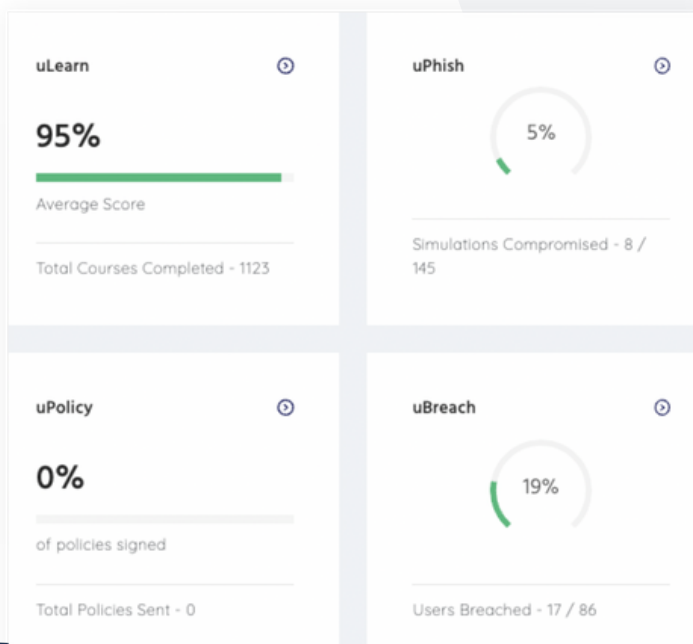 uLearn
95%
Average Score
Total Courses Completed - 1123
uPhish
5%
Simulations Compromised - 8 /
145
uPolicy
0%
of policies signed
Total Policies Sent - 0
uBreach
19%
Users Breached - 17 / 86